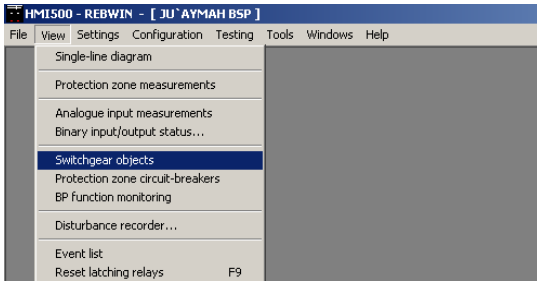 HMI500 - REBWIN - [ JU`AYMAH BSP ]
File View Settings Configuration Testing Tools Windows Help
Single-line diagram
Protection zone measurements
Analogue input measurements
Binary input/output status...
Switchgear objects
Protection zone circuit-breakers
BP function monitoring
Disturbance recorder...
Event list
Reset latching relays F9